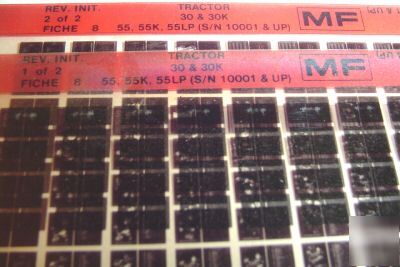 REV. INIT. TRACTOR
2 of 2 30 & 30K MF
FICHE 8 55, 55K, 55LP (S/N 10001 & UP)
REV. INIT. TRACTOR
1 of 2 30 & 30K MF
FICHE 8 55, 55K, 55LP (S/N 10001 & UP)